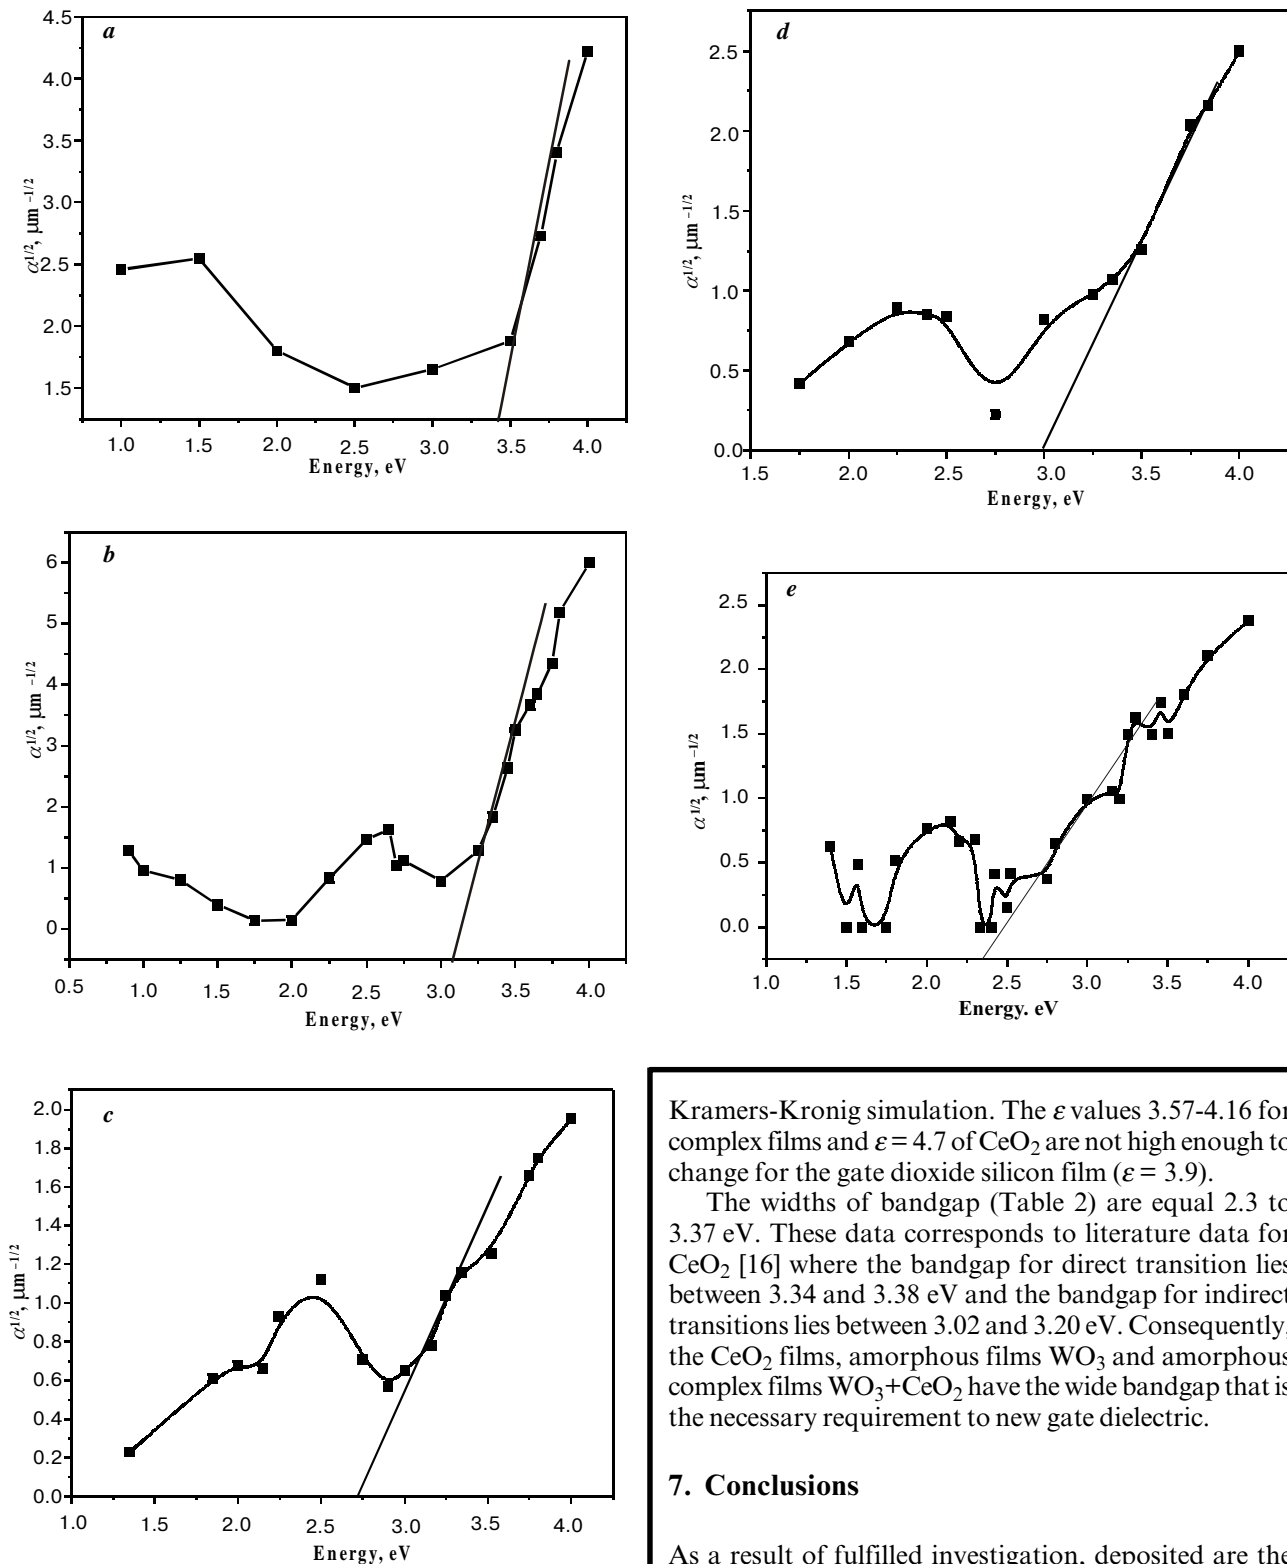 a
4.5
4.0
3.5
3.0
2.5
2.0
1.5
α1/2, μm −1/2
1.0 1.5 2.0 2.5 3.0 3.5 4.0
Energy, eV
b
6
5
4
3
2
1
0
α1/2, μm −1/2
0.5 1.0 1.5 2.0 2.5 3.0 3.5 4.0
Energy, eV
c
2.0
1.8
1.6
1.4
1.2
1.0
0.8
0.6
0.4
0.2
0.0
α1/2, μm−1/2
1.0 1.5 2.0 2.5 3.0 3.5 4.0
Energy, eV
d
2.5
2.0
1.5
1.0
0.5
0.0
α1/2, μm −1/2
1.5 2.0 2.5 3.0 3.5 4.0
Energy, eV
e
2.5
2.0
1.5
1.0
0.5
0.0
α 1/2, μm−1/2
1.0 1.5 2.0 2.5 3.0 3.5 4.0
Energy. eV
Kramers-Kronig simulation. The ε values 3.57-4.16 for
complex films and ε = 4.7 of CeO2 are not high enough to
change for the gate dioxide silicon film (ε = 3.9).
The widths of bandgap (Table 2) are equal 2.3 to
3.37 eV. These data corresponds to literature data for
CeO2 [16] where the bandgap for direct transition lies
between 3.34 and 3.38 eV and the bandgap for indirect
transitions lies between 3.02 and 3.20 eV. Consequently,
the CeO2 films, amorphous films WO3 and amorphous
complex films WO3+CeO2 have the wide bandgap that is
the necessary requirement to new gate dielectric.
7. Conclusions
As a result of fulfilled investigation, deposited are the